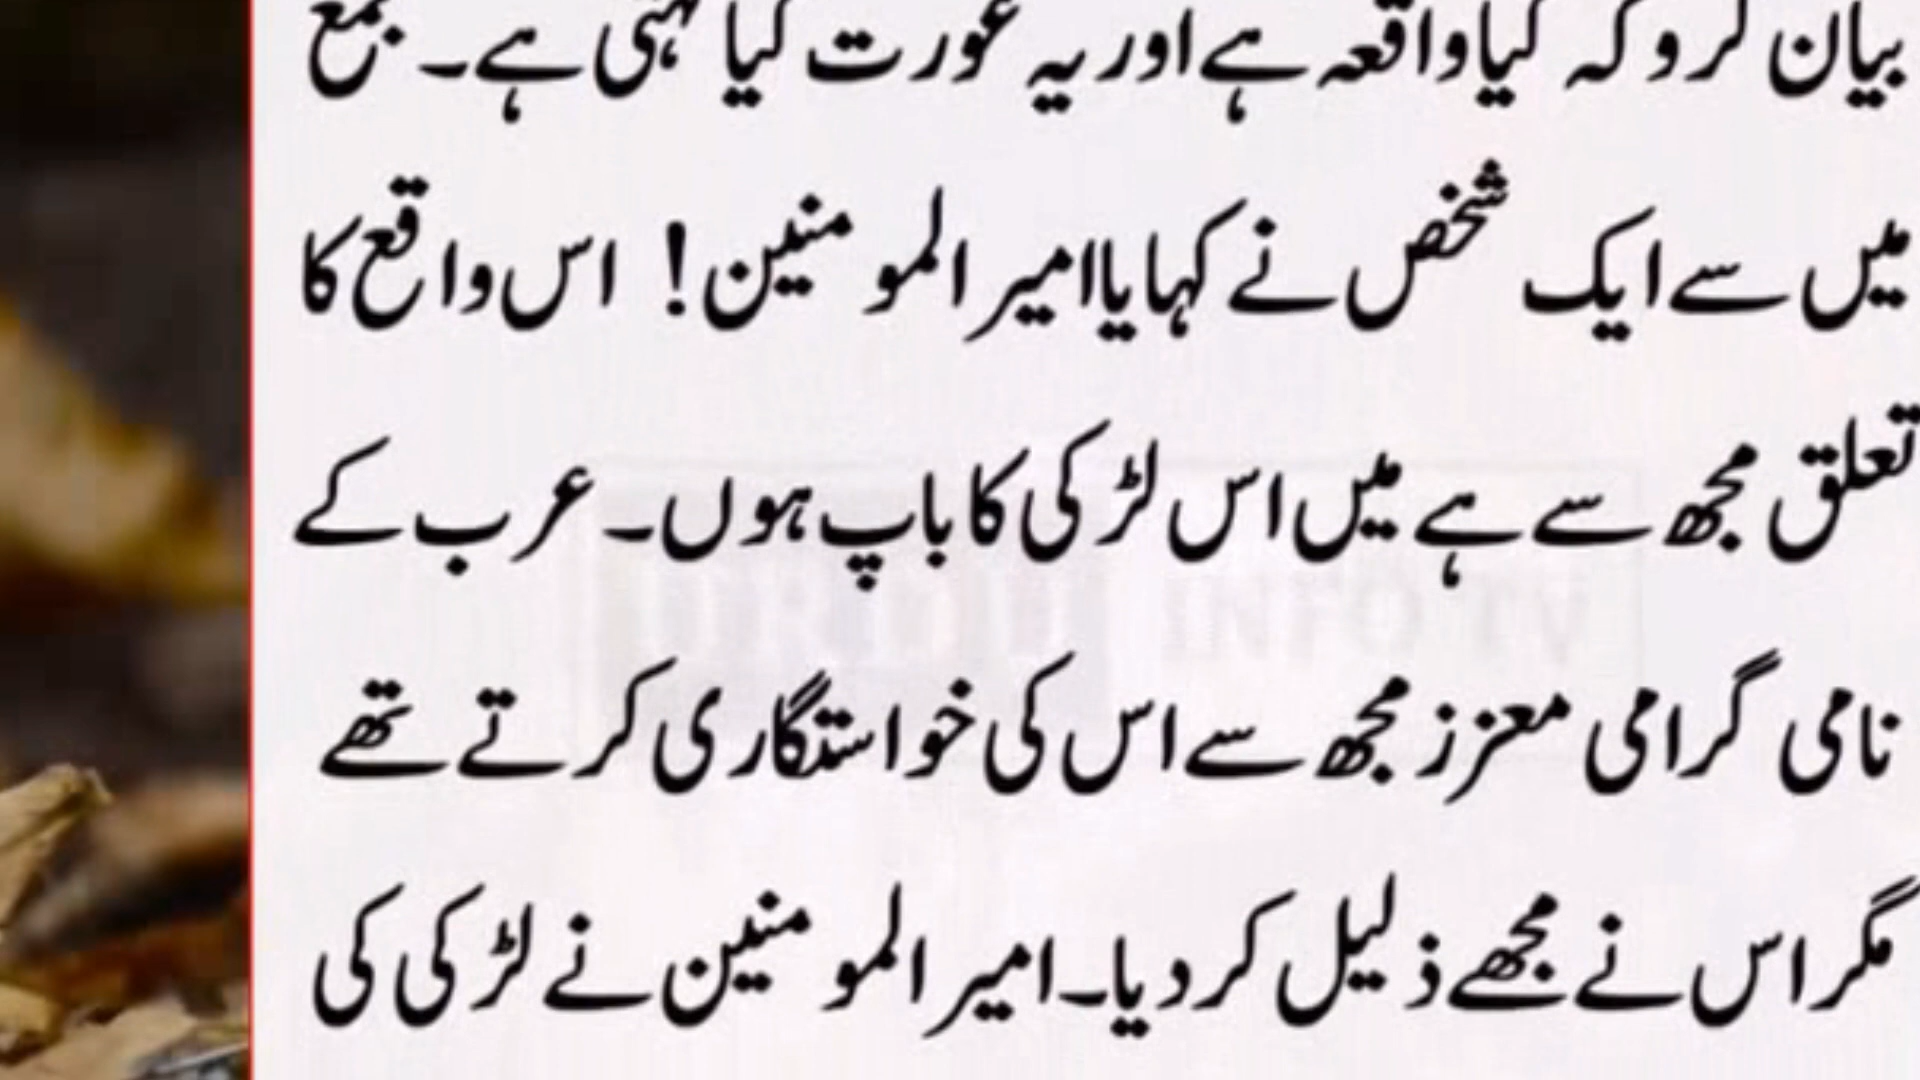 بیان کرو کہ کیا واقعہ ہے اور یہ عورت کیا کہتی ہے۔ مجمع
میں سے ایک شخص نے کہا یا امیر المومنین! اس واقع کا
تعلق مجھ سے ہے میں اس لڑکی کا باپ ہوں۔ عرب کے
نامی گرامی معزز مجھ سے اس کی خواستگاری کرتے تھے
مگر اس نے مجھے ذلیل کر دیا۔ امیر المومنین نے لڑکی کی
URDU INFO TV